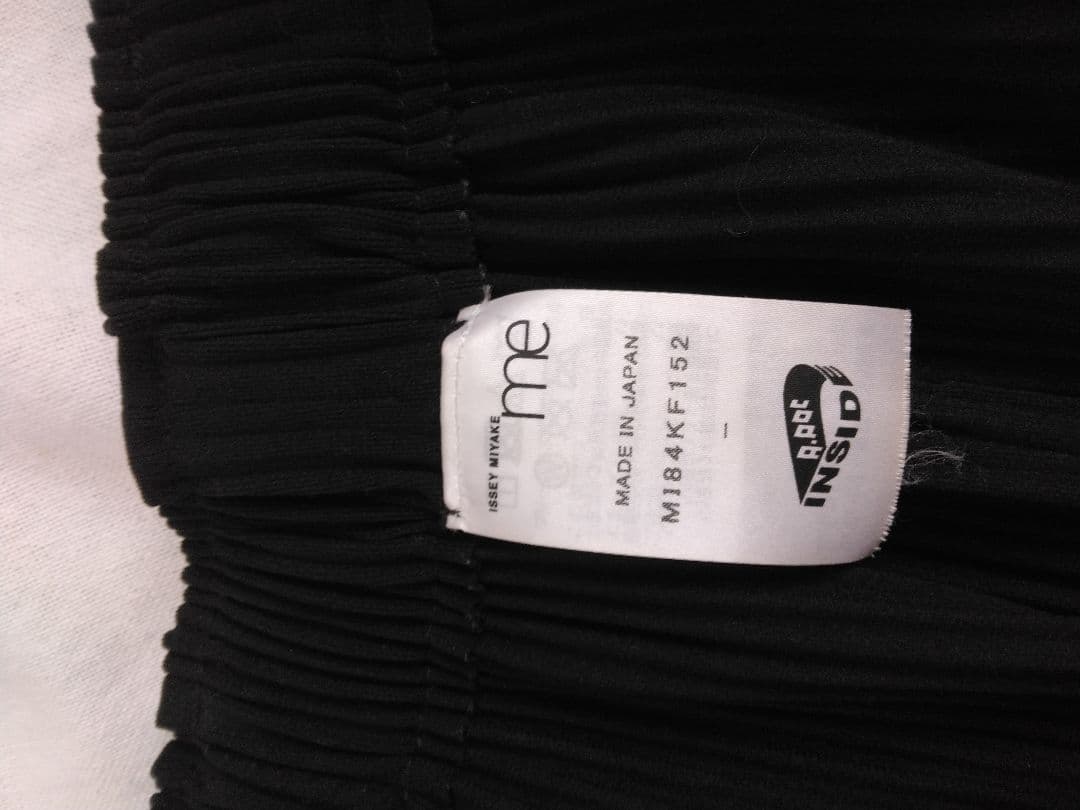 ISSEY MIYAKE
me
MADE IN JAPAN
MI84KF152
–
A.POC
INSIDE